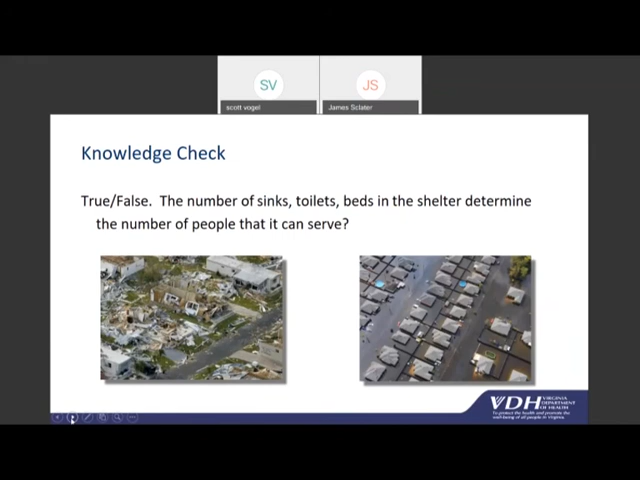 SV
JS
scott vogel
James Sclater
Knowledge Check
True/False. The number of sinks, toilets, beds in the shelter determine
the number of people that it can serve?
VDH
VIRGINIA
DEPARTMENT
OF HEALTH
To protect the health and promote the
well-being of all people in Virginia